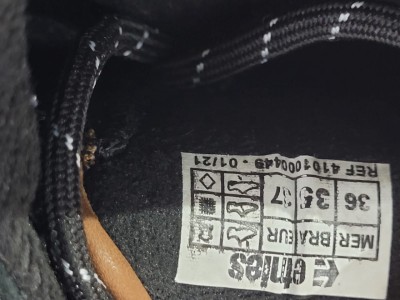 etnies
MER BRA EUR
36 35 37
REF 4101000449 - 01/21